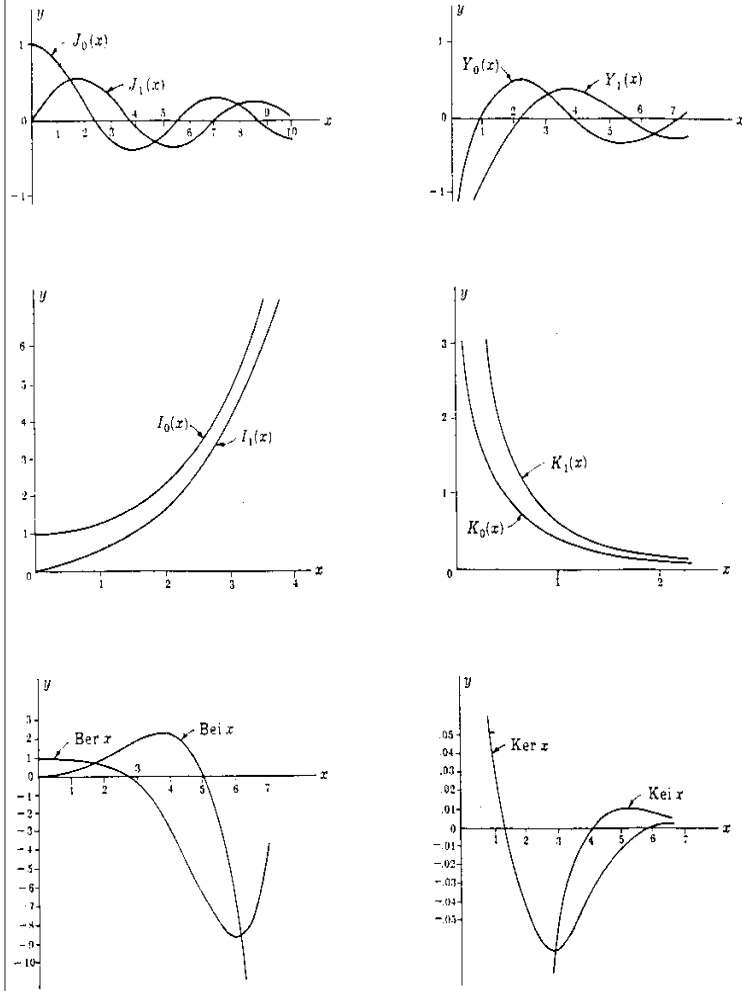 y
1
J₀(x)
J₁(x)
0
1 2 3 4 5 6 7 8 9 10
x
−1
y
1
Y₀(x)
Y₁(x)
0
1 2 3 4 5 6 7
x
−1
y
6
5
4
3
2
1
0
I₀(x)
I₁(x)
1 2 3 4
x
y
3
2
1
0
K₁(x)
K₀(x)
1 2
x
y
3
2
1
0
−1
−2
−3
−4
−5
−6
−7
−8
−9
−10
Ber x
Bei x
1 2 3 4 5 6 7
x
y
.05
.04
.03
.02
.01
0
−.01
−.02
−.03
−.04
−.05
Ker x
Kei x
1 2 3 4 5 6 7
x